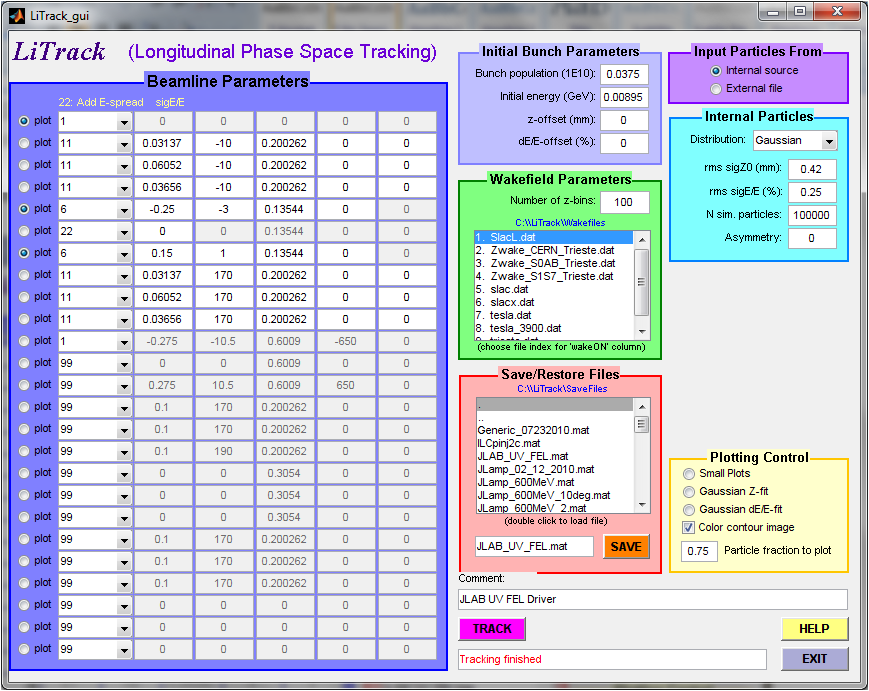 LiTrack_gui
LiTrack (Longitudinal Phase Space Tracking)
Beamline Parameters
22: Add E-spread sigE/E
plot 1 0 0 0 0 0
plot 11 0.03137 -10 0.200262 0 0
plot 11 0.06052 -10 0.200262 0 0
plot 11 0.03656 -10 0.200262 0 0
plot 6 -0.25 -3 0.13544 0 0
plot 22 0 0 0.13544 0 0
plot 6 0.15 1 0.13544 0 0
plot 11 0.03137 170 0.200262 0 0
plot 11 0.06052 170 0.200262 0 0
plot 11 0.03656 170 0.200262 0 0
plot 1 -0.275 -10.5 0.6009 -650 0
plot 99 0 0 0.6009 0 0
plot 99 0.275 10.5 0.6009 650 0
plot 99 0.1 170 0.200262 0 0
plot 99 0.1 170 0.200262 0 0
plot 99 0.1 190 0.200262 0 0
plot 99 0 0 0.3054 0 0
plot 99 0 0 0.3054 0 0
plot 99 0 0 0.3054 0 0
plot 99 0.1 170 0.200262 0 0
plot 99 0.1 170 0.200262 0 0
plot 99 0.1 170 0.200262 0 0
plot 99 0 0 0 0 0
plot 99 0 0 0 0 0
plot 99 0 0 0 0 0
Initial Bunch Parameters
Bunch population (1E10): 0.0375
Initial energy (GeV): 0.00895
z-offset (mm): 0
dE/E-offset (%): 0
Wakefield Parameters
Number of z-bins: 100
C:\\LiTrack\Wakefiles
1. SlacL.dat
2. Zwake_CERN_Trieste.dat
3. Zwake_S0AB_Trieste.dat
4. Zwake_S1S7_Trieste.dat
5. slac.dat
6. slacx.dat
7. tesla.dat
8. tesla_3900.dat
9. trieste.dat
(choose file index for 'wakeON' column)
Save/Restore Files
C:\\LiTrack\SaveFiles
.
..
Generic_07232010.mat
ILCpinj2c.mat
JLAB_UV_FEL.mat
JLamp_02_12_2010.mat
JLamp_600MeV.mat
JLamp_600MeV_10deg.mat
JLamp_600MeV_2.mat
(double click to load file)
JLAB_UV_FEL.mat SAVE
Input Particles From
Internal source
External file
Internal Particles
Distribution: Gaussian
rms sigZ0 (mm): 0.42
rms sigE/E (%): 0.25
N sim. particles: 100000
Asymmetry: 0
Plotting Control
Small Plots
Gaussian Z-fit
Gaussian dE/E-fit
Color contour image
0.75 Particle fraction to plot
Comment:
JLAB UV FEL Driver
TRACK HELP
Tracking finished EXIT